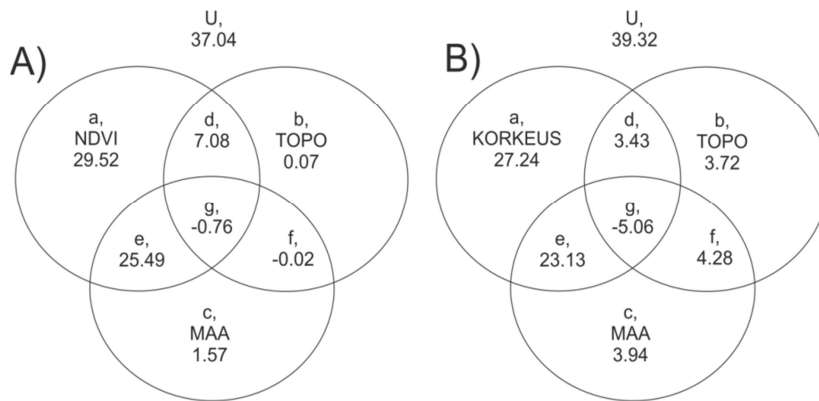 A)
U,
37.04
a,
NDVI
29.52
d,
7.08
b,
TOPO
0.07
g,
-0.76
e,
25.49
f,
-0.02
c,
MAA
1.57
B)
U,
39.32
a,
KORKEUS
27.24
d,
3.43
b,
TOPO
3.72
g,
-5.06
e,
23.13
f,
4.28
c,
MAA
3.94